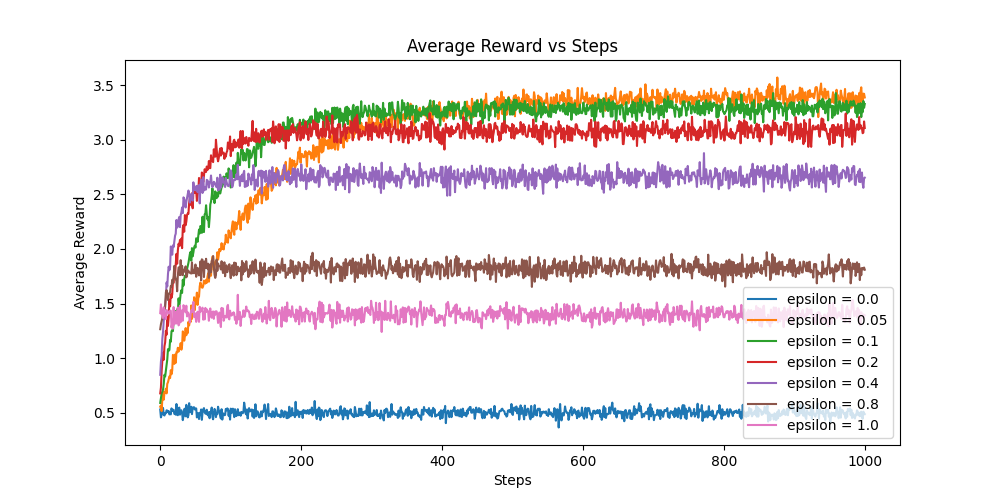 Average Reward vs Steps
Average Reward
3.5
3.0
2.5
2.0
1.5
1.0
0.5
0
200
400
600
800
1000
Steps
epsilon = 0.0
epsilon = 0.05
epsilon = 0.1
epsilon = 0.2
epsilon = 0.4
epsilon = 0.8
epsilon = 1.0